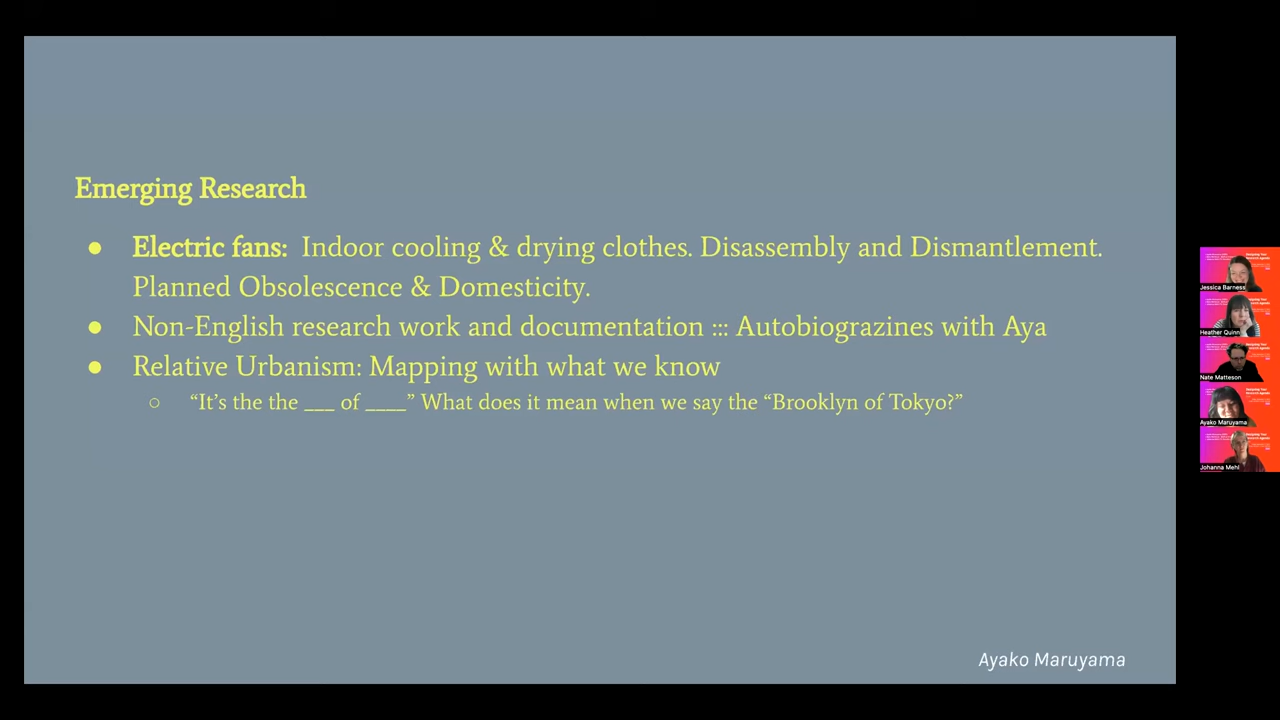 Emerging Research
● Electric fans: Indoor cooling & drying clothes. Disassembly and Dismantlement.
Planned Obsolescence & Domesticity.
● Non-English research work and documentation ::: Autobiograzines with Aya
● Relative Urbanism: Mapping with what we know
○ “It’s the the ___ of ____” What does it mean when we say the “Brooklyn of Tokyo?”
Ayako Maruyama
Jessica Barness
Heather Quinn
Nate Matteson
Ayako Maruyama
Johanna Mehl